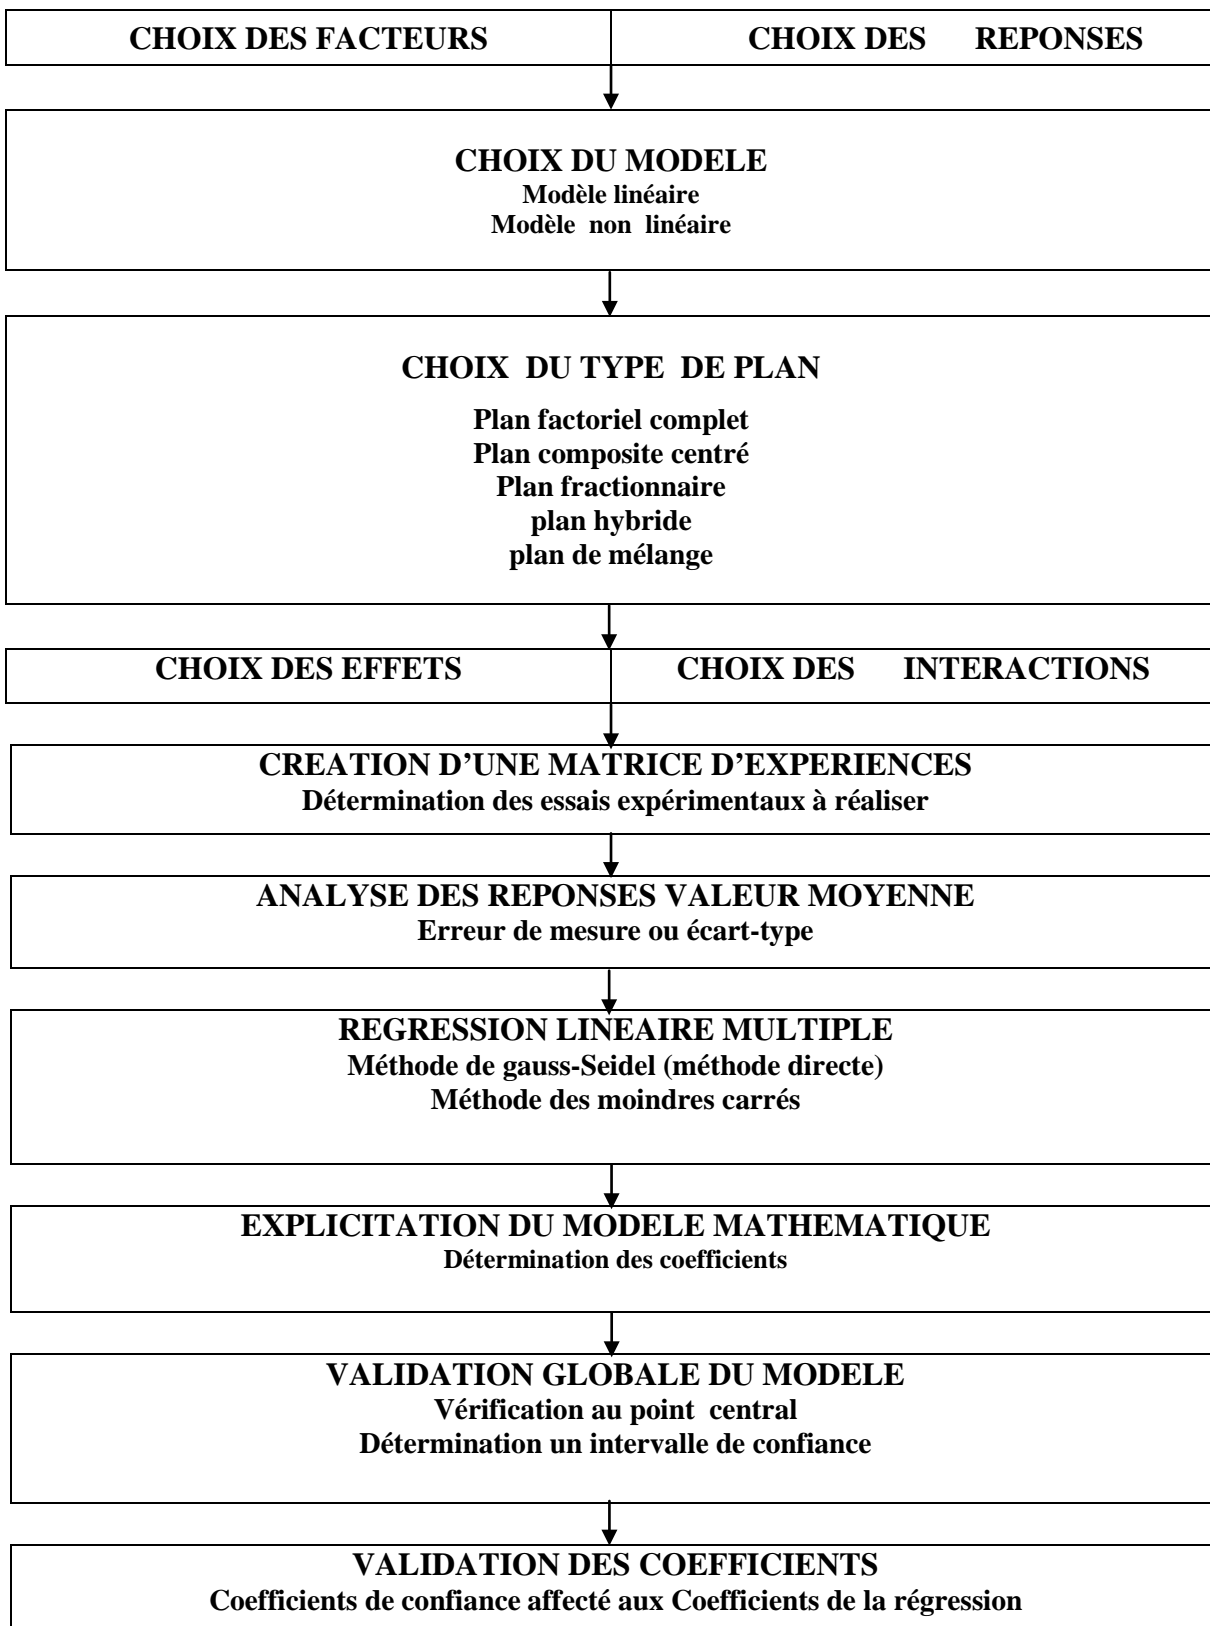 CHOIX DES FACTEURS
CHOIX DES REPONSES
CHOIX DU MODELE
Modèle linéaire
Modèle non linéaire
CHOIX DU TYPE DE PLAN
Plan factoriel complet
Plan composite centré
Plan fractionnaire
plan hybride
plan de mélange
CHOIX DES EFFETS
CHOIX DES INTERACTIONS
CREATION D’UNE MATRICE D’EXPERIENCES
Détermination des essais expérimentaux à réaliser
ANALYSE DES REPONSES VALEUR MOYENNE
Erreur de mesure ou écart-type
REGRESSION LINEAIRE MULTIPLE
Méthode de gauss-Seidel (méthode directe)
Méthode des moindres carrés
EXPLICITATION DU MODELE MATHEMATIQUE
Détermination des coefficients
VALIDATION GLOBALE DU MODELE
Vérification au point central
Détermination un intervalle de confiance
VALIDATION DES COEFFICIENTS
Coefficients de confiance affecté aux Coefficients de la régression